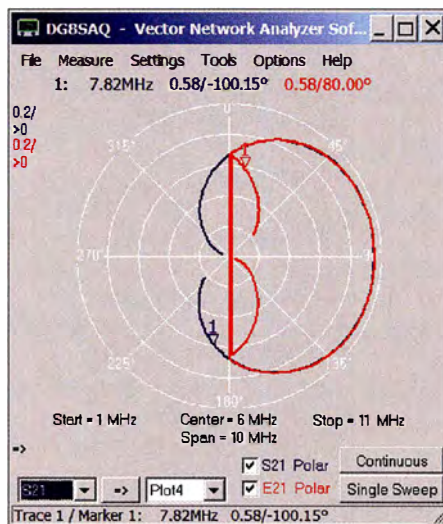 DG8SAQ - Vector Network Analyzer Sof...
File Measure Settings Tools Options Help
1: 7.82MHz 0.58/-100.15° 0.58/80.00°
0.2/
>0
0.2/
>0
0
315°
45°
1
270°
1
225°
180°
Start = 1 MHz Center = 6 MHz Stop = 11 MHz
Span = 10 MHz
=>
S21 Polar Continuous
S21 => Plot4 E21 Polar Single Sweep
Trace 1 / Marker 1: 7.82MHz 0.58/-100.15°